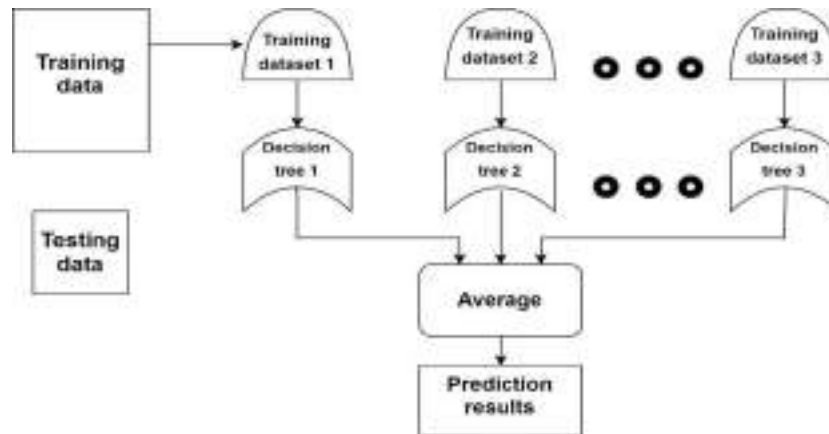 Training
data
Training
dataset 1
Training
dataset 2
Training
dataset 3
Decision
tree 1
Decision
tree 2
Decision
tree 3
Testing
data
Average
Prediction
results